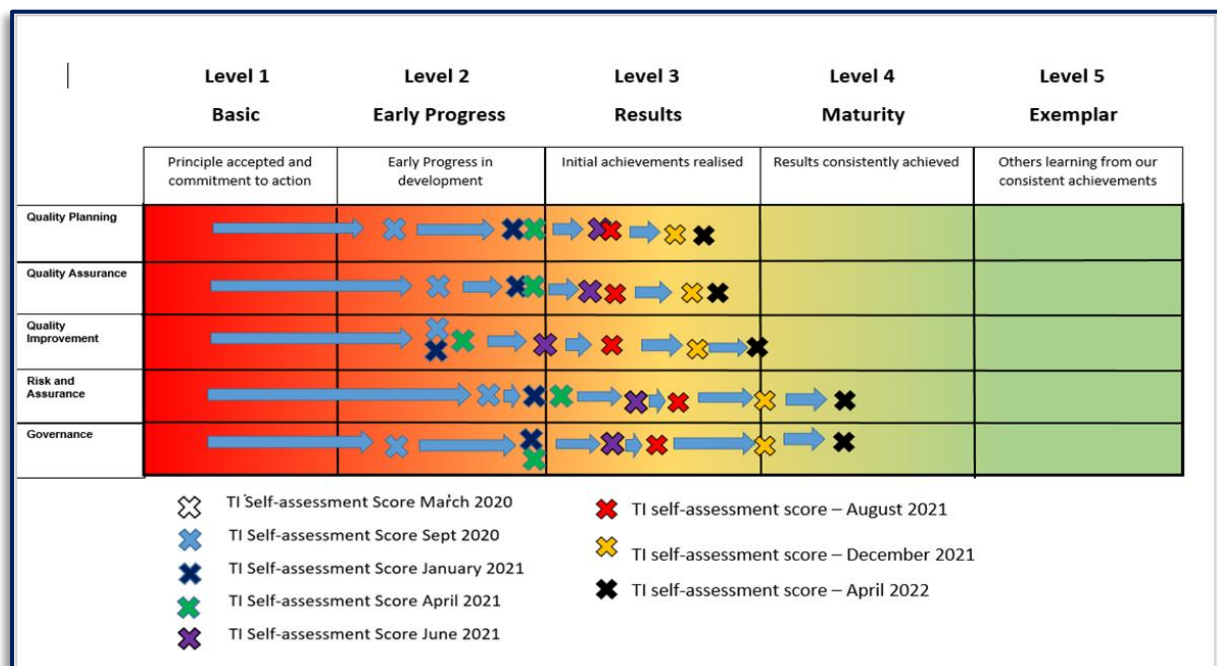 Level 1
Level 2
Level 3
Level 4
Level 5
Basic
Early Progress
Results
Maturity
Exemplar
Principle accepted and
commitment to action
Early Progress in
development
Initial achievements realised
Results consistently achieved
Others learning from our
consistent achievements
Quality Planning
Quality Assurance
Quality
Improvement
Risk and
Assurance
Governance
TI Self-assessment Score March 2020
TI Self-assessment Score Sept 2020
TI Self-assessment Score January 2021
TI Self-assessment Score April 2021
TI Self-assessment Score June 2021
TI self-assessment score – August 2021
TI self-assessment score – December 2021
TI self-assessment score – April 2022